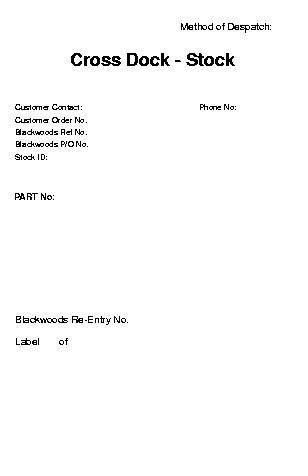 Method of Despatch:
Cross Dock - Stock
Customer Contact: Phone No:
Customer Order No.
Blackwoods Ref No.
Blackwoods P/O No.
Stock ID:
PART No:
Blackwoods Re-Entry No.
Label of